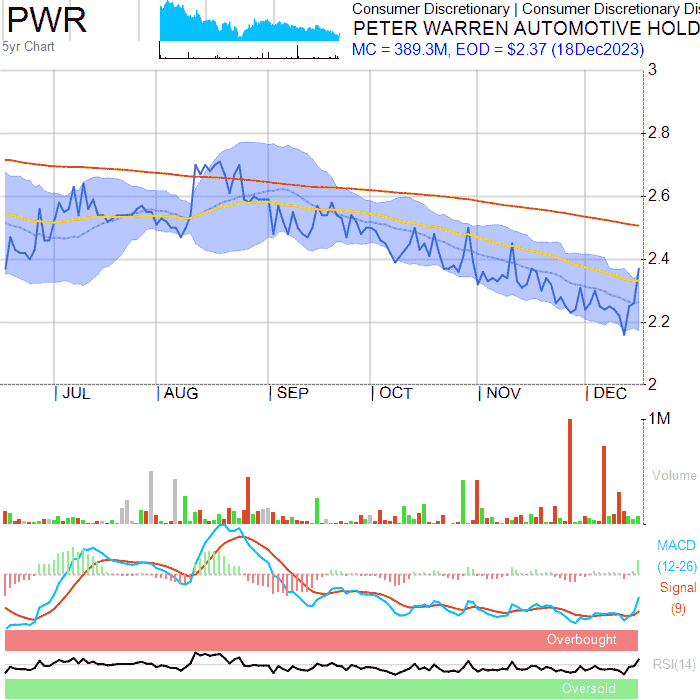 PWR
5yr Chart
Consumer Discretionary | Consumer Discretionary Dis
PETER WARREN AUTOMOTIVE HOLD
MC = 389.3M, EOD = $2.37 (18Dec2023)
3
2.8
2.6
2.4
2.2
2
JUL AUG SEP OCT NOV DEC
1M
Volume
MACD
(12-26)
Signal
(9)
Overbought
RSI(14)
Oversold